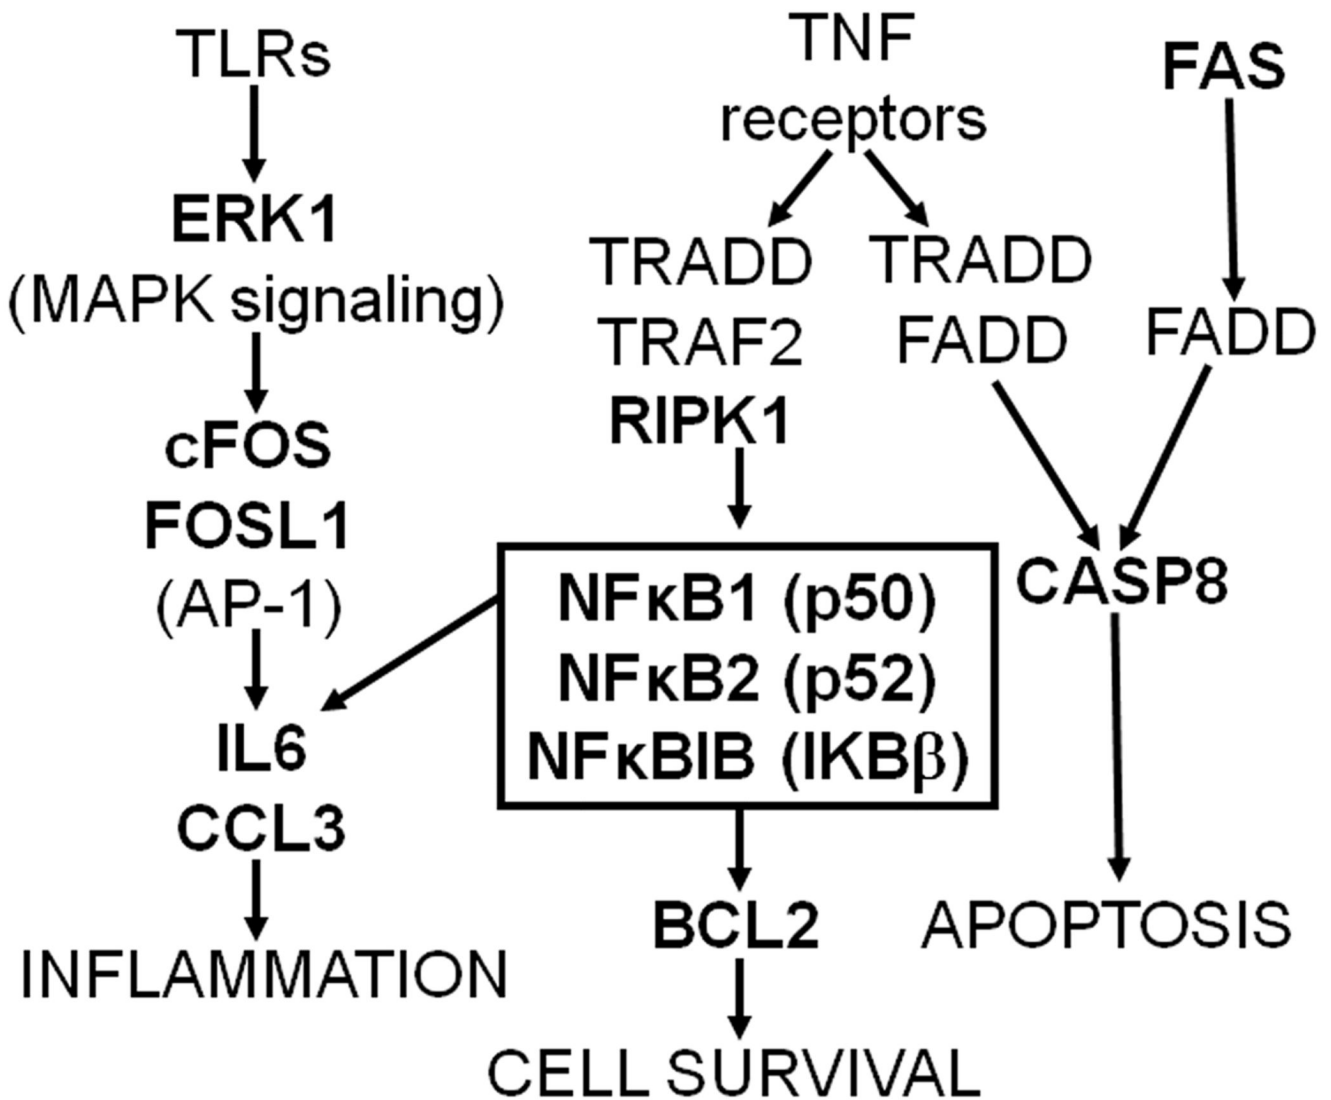 TLRs
ERK1
(MAPK signaling)
cFOS
FOSL1
(AP-1)
IL6
CCL3
INFLAMMATION
TNF
receptors
TRADD
TRAF2
RIPK1
TRADD
FADD
NFκB1 (p50)
NFκB2 (p52)
NFκBIB (IKBβ)
BCL2
CELL SURVIVAL
FAS
FADD
CASP8
APOPTOSIS